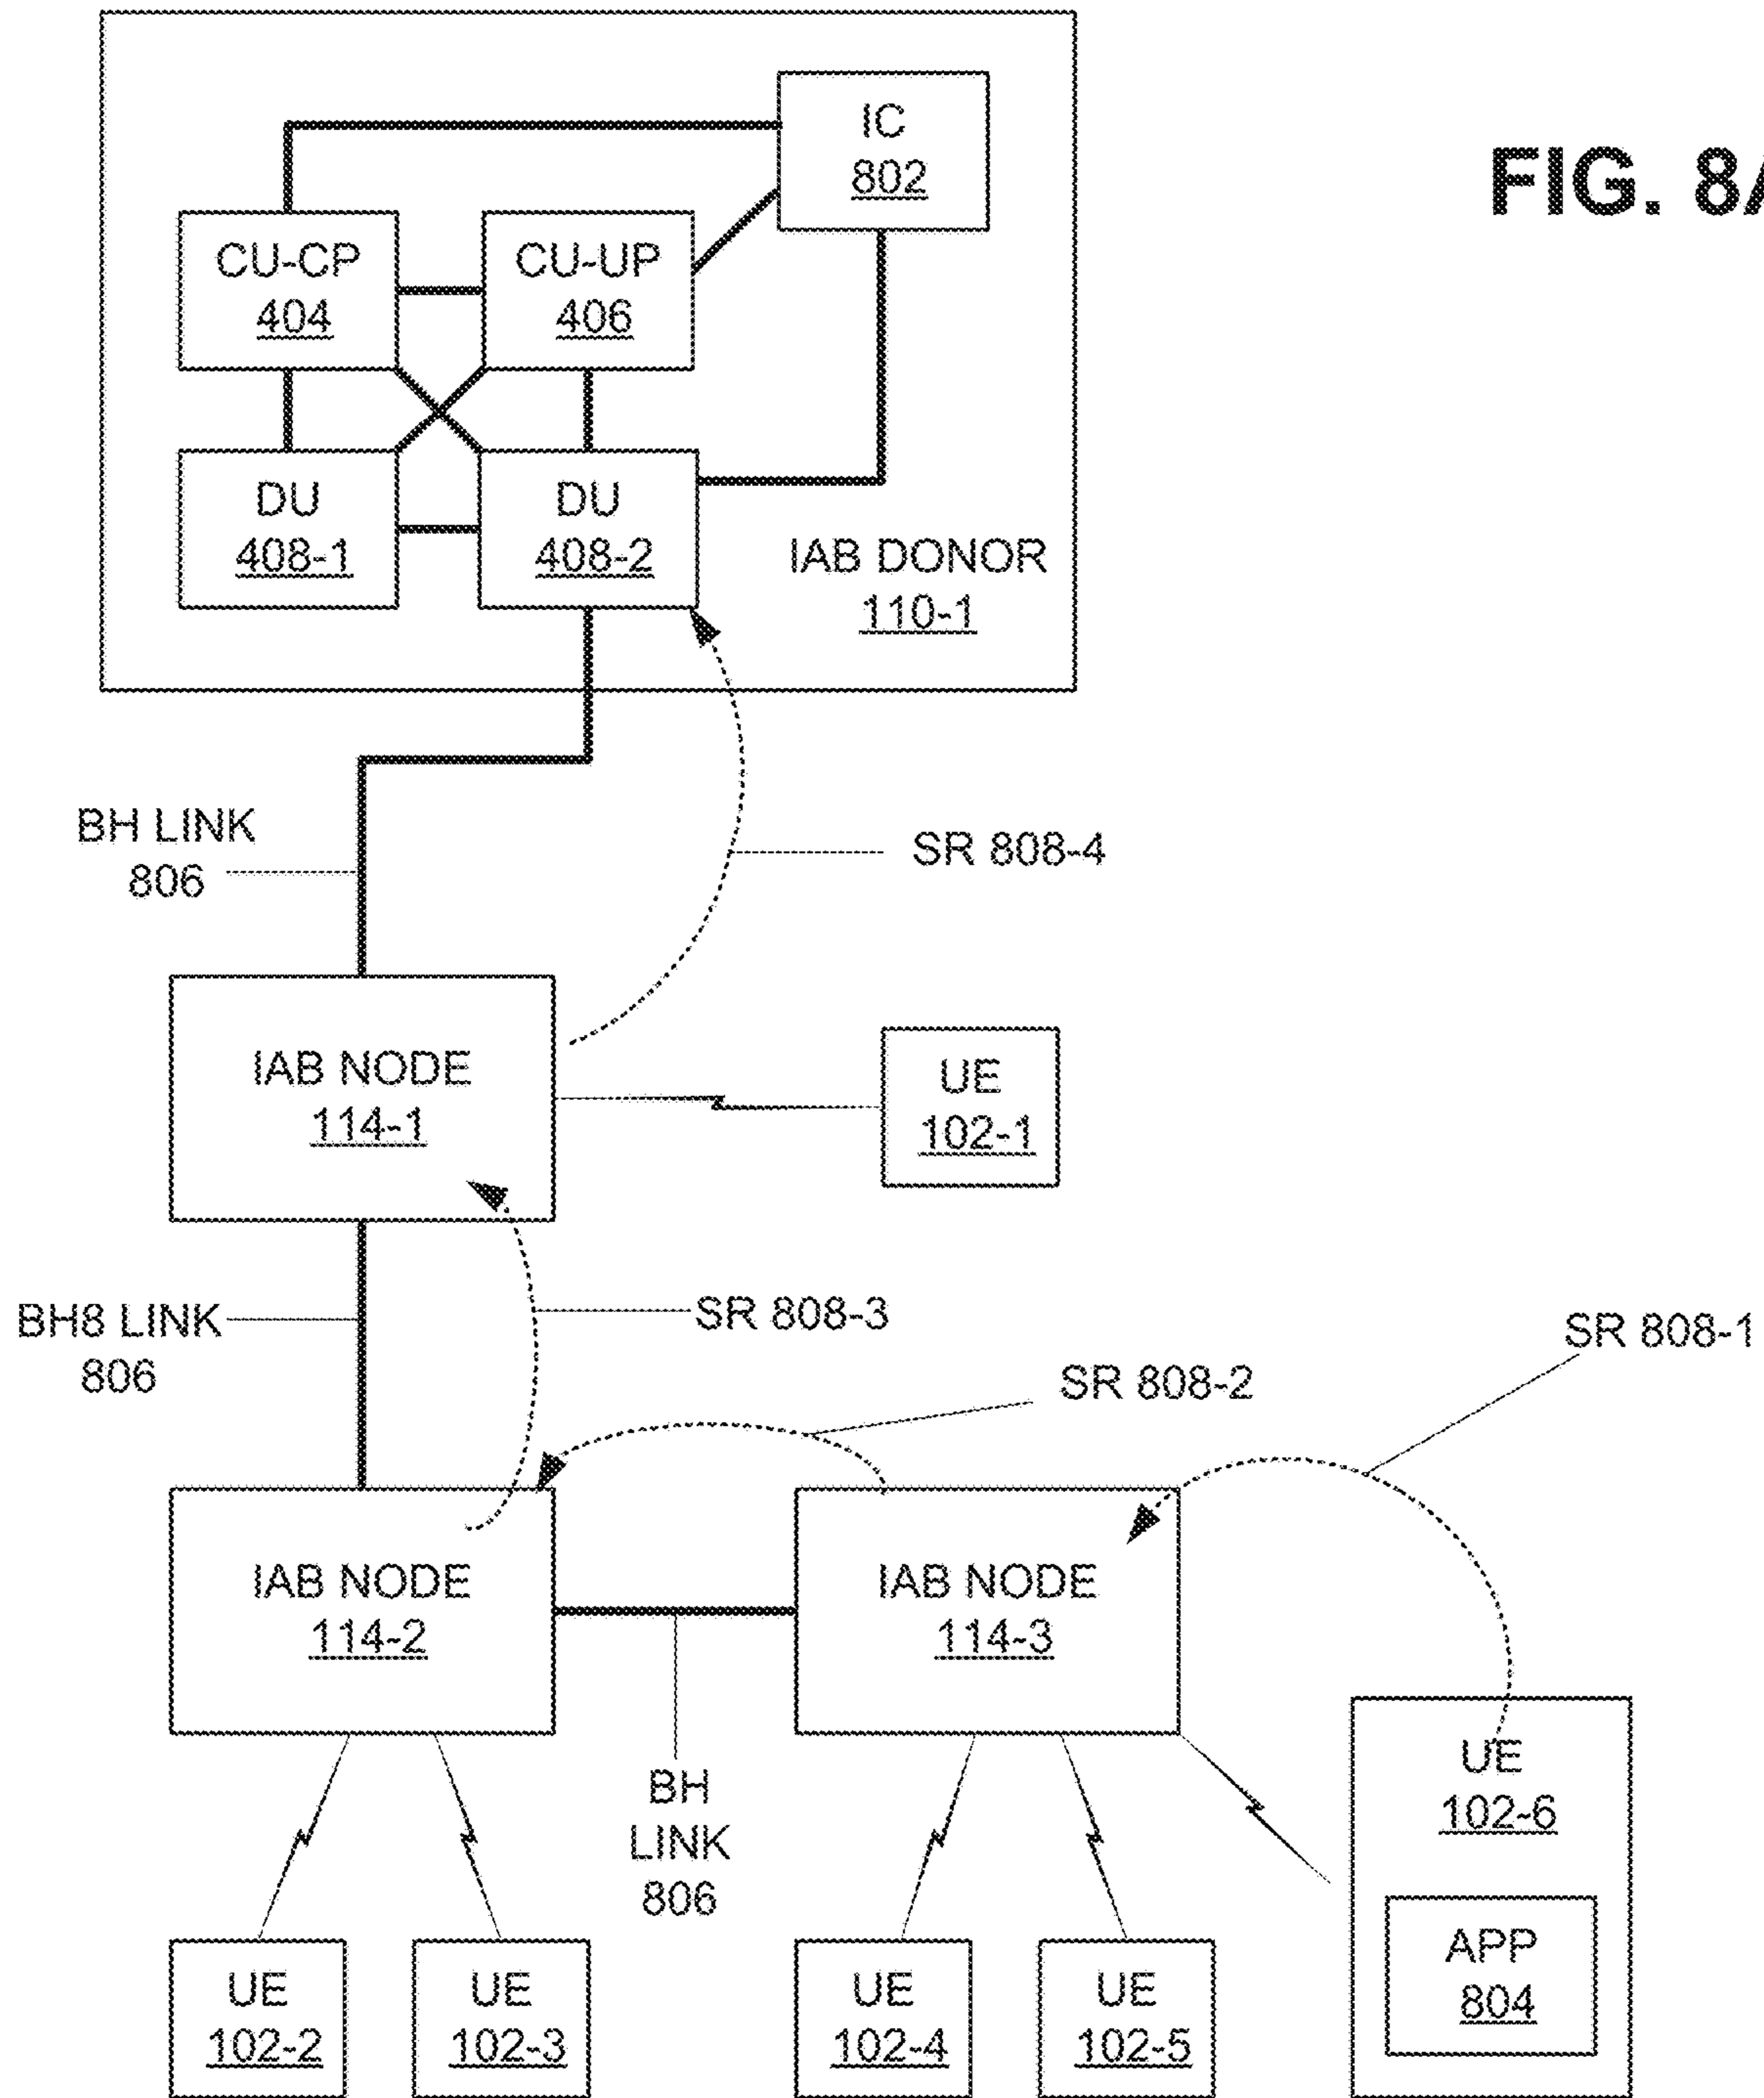 IC
802
FIG. 8A
CU-CP
404
CU-UP
406
DU
408-1
DU
408-2
IAB DONOR
110-1
BH LINK
806
SR 808-4
IAB NODE
114-1
UE
102-1
BH8 LINK
806
SR 808-3
SR 808-1
SR 808-2
IAB NODE
114-2
IAB NODE
114-3
BH
LINK
806
UE
102-6
APP
804
UE
102-2
UE
102-3
UE
102-4
UE
102-5